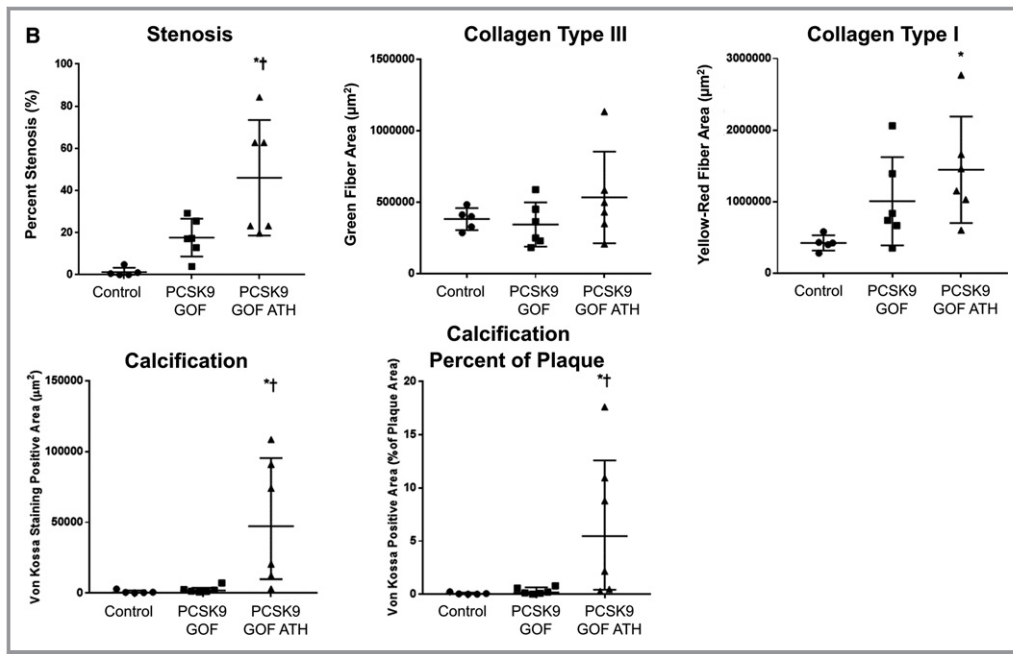 B
Stenosis
Percent Stenosis (%)
100
80
60
40
20
0
*†
Control
PCSK9
GOF
PCSK9
GOF ATH
Collagen Type III
Green Fiber Area (µm²)
1500000
1000000
500000
0
Control
PCSK9
GOF
PCSK9
GOF ATH
Collagen Type I
Yellow-Red Fiber Area (µm²)
3000000
2000000
1000000
0
*
Control
PCSK9
GOF
PCSK9
GOF ATH
Calcification
Von Kossa Staining Positive Area (µm²)
150000
100000
50000
0
*†
Control
PCSK9
GOF
PCSK9
GOF ATH
Calcification
Percent of Plaque
Von Kossa Positive Area (%of Plaque Area)
20
15
10
5
0
*†
Control
PCSK9
GOF
PCSK9
GOF ATH